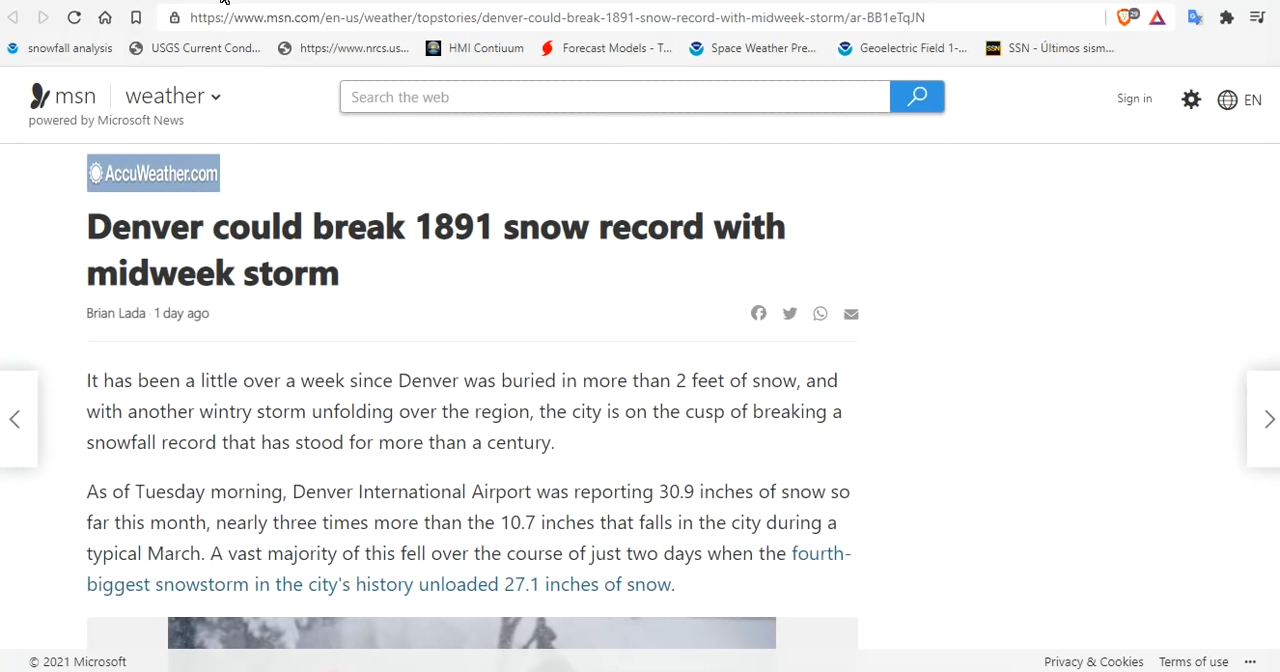 https://www.msn.com/en-us/weather/topstories/denver-could-break-1891-snow-record-with-midweek-storm/ar-BB1eTqJN
29
snowfall analysis
USGS Current Cond...
https://www.nrcs.us...
HMI Contiuum
Forecast Models - T...
Space Weather Pre...
Geoelectric Field 1-...
SSN
SSN - Últimos sism...
msn
weather
Search the web
Sign in
EN
powered by Microsoft News
AccuWeather.com
Denver could break 1891 snow record with
midweek storm
Brian Lada · 1 day ago
It has been a little over a week since Denver was buried in more than 2 feet of snow, and
with another wintry storm unfolding over the region, the city is on the cusp of breaking a
snowfall record that has stood for more than a century.
As of Tuesday morning, Denver International Airport was reporting 30.9 inches of snow so
far this month, nearly three times more than the 10.7 inches that falls in the city during a
typical March. A vast majority of this fell over the course of just two days when the fourth-
biggest snowstorm in the city's history unloaded 27.1 inches of snow.
© 2021 Microsoft
Privacy & Cookies
Terms of use
...